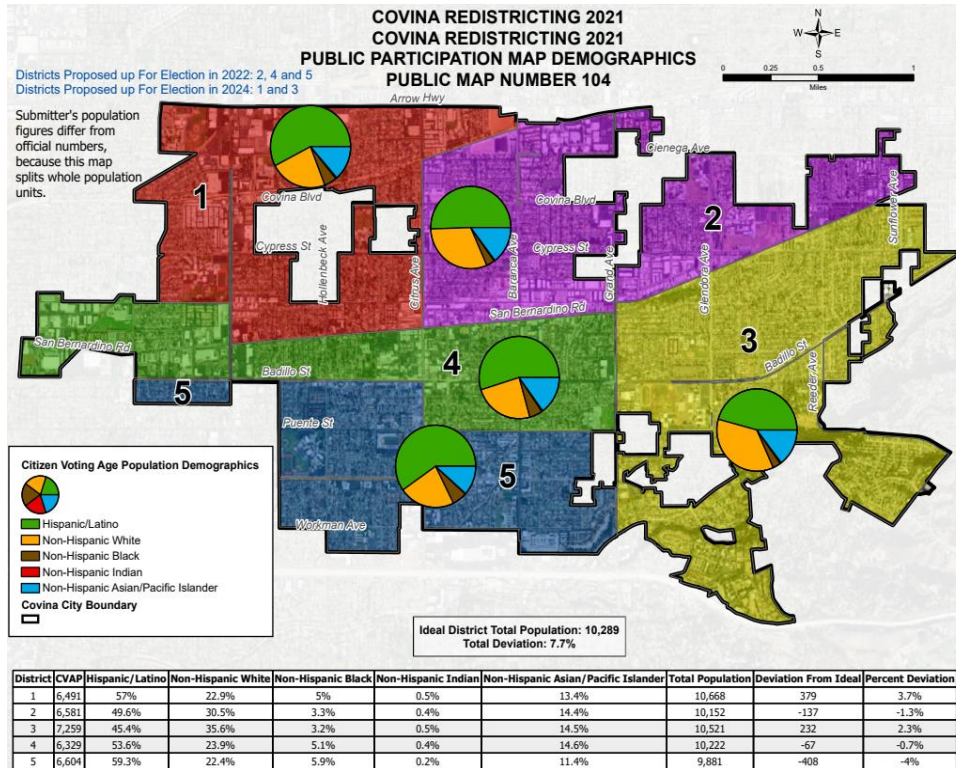 COVINA REDISTRICTING 2021
COVINA REDISTRICTING 2021
PUBLIC PARTICIPATION MAP DEMOGRAPHICS
PUBLIC MAP NUMBER 104
Districts Proposed up For Election in 2022: 2, 4 and 5
Districts Proposed up For Election in 2024: 1 and 3
Submitter's population
figures differ from
official numbers,
because this map
splits whole population
units.
N
W E
S
0 0.25 0.5 1
Miles
Arrow Hwy
Cienega Ave
1
Covina Blvd
Covina Blvd
2
Sunflower Ave
Cypress St
Hollenbeck Ave
Citrus Ave
Baranca Ave
Cypress St
Grand Ave
Glendora Ave
San Bernardino Rd
San Bernardino Rd
3
Badillo St
Reeder Ave
Badillo St
4
5
Puente St
5
Workman Ave
Citizen Voting Age Population Demographics
Hispanic/Latino
Non-Hispanic White
Non-Hispanic Black
Non-Hispanic Indian
Non-Hispanic Asian/Pacific Islander
Covina City Boundary
Ideal District Total Population: 10,289
Total Deviation: 7.7%
District CVAP Hispanic/Latino Non-Hispanic White Non-Hispanic Black Non-Hispanic Indian Non-Hispanic Asian/Pacific Islander Total Population Deviation From Ideal Percent Deviation
1 6,491 57% 22.9% 5% 0.5% 13.4% 10,668 379 3.7%
2 6,581 49.6% 30.5% 3.3% 0.4% 14.4% 10,152 -137 -1.3%
3 7,259 45.4% 35.6% 3.2% 0.5% 14.5% 10,521 232 2.3%
4 6,329 53.6% 23.9% 5.1% 0.4% 14.6% 10,222 -67 -0.7%
5 6,604 59.3% 22.4% 5.9% 0.2% 11.4% 9,881 -408 -4%